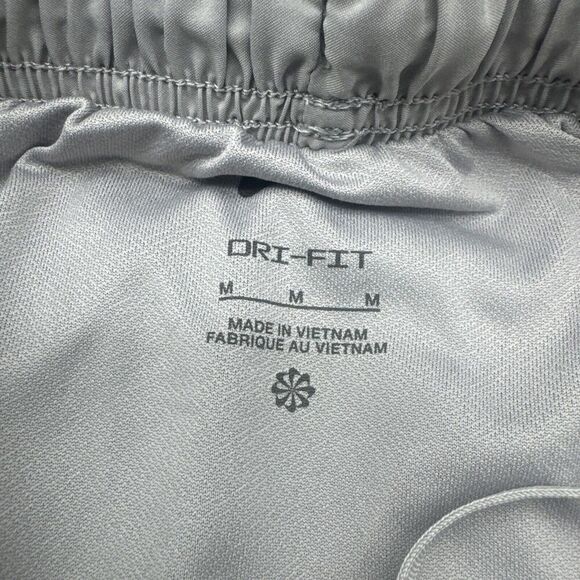 DRI-FIT
M M M
MADE IN VIETNAM
FABRIQUE AU VIETNAM